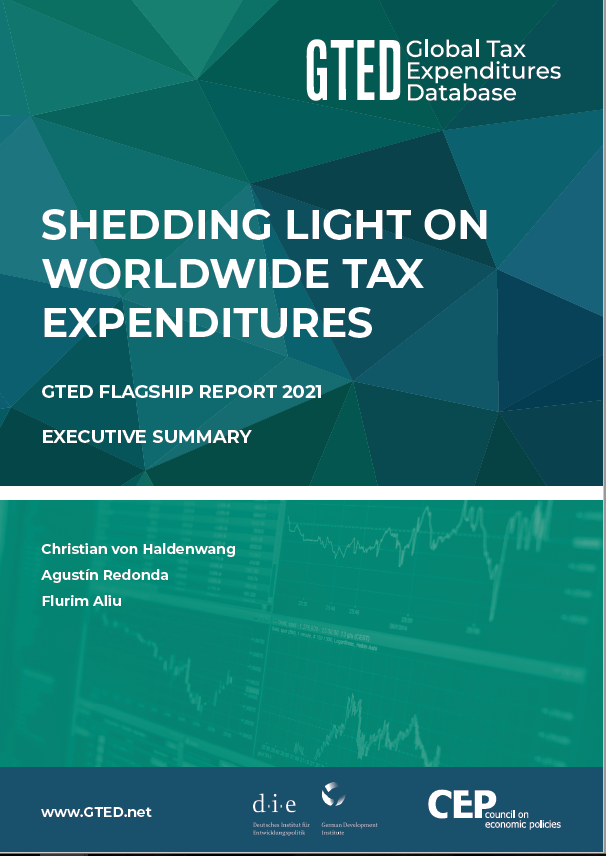 GTED Global Tax
Expenditures
Database
SHEDDING LIGHT ON
WORLDWIDE TAX
EXPENDITURES
GTED FLAGSHIP REPORT 2021
EXECUTIVE SUMMARY
Christian von Haldenwang
Agustín Redonda
Flurim Aliu
www.GTED.net
d·i·e
Deutsches Institut für
Entwicklungspolitik
German Development
Institute
CEP council on
economic policies